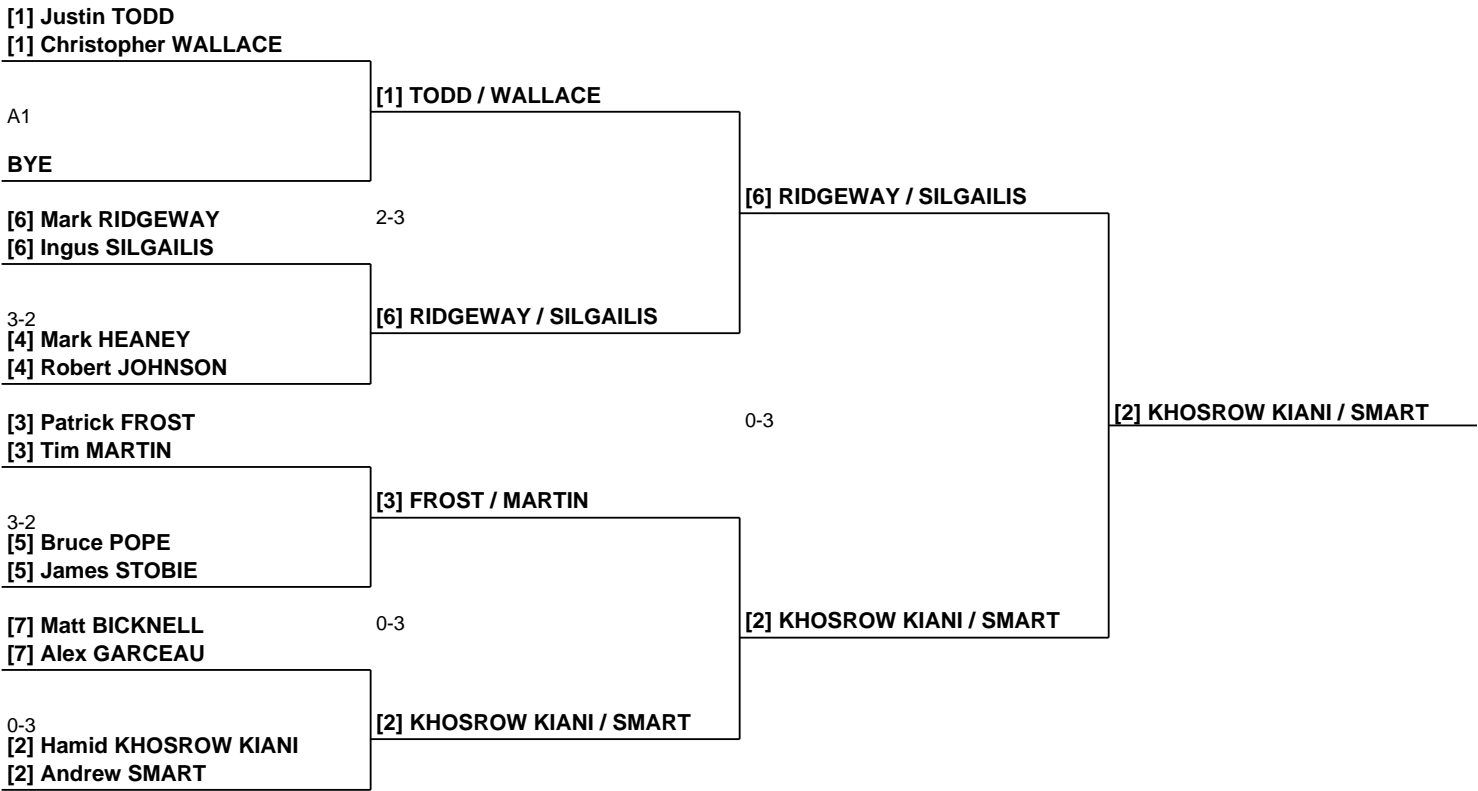 [1] Justin TODD
[1] Christopher WALLACE
[1] TODD / WALLACE
A1
BYE
[6] RIDGEWAY / SILGAILIS
[6] Mark RIDGEWAY
2-3
[6] Ingus SILGAILIS
3-2
[6] RIDGEWAY / SILGAILIS
[4] Mark HEANEY
[4] Robert JOHNSON
[3] Patrick FROST
0-3
[2] KHOSROW KIANI / SMART
[3] Tim MARTIN
[3] FROST / MARTIN
3-2
[5] Bruce POPE
[5] James STOBIE
[7] Matt BICKNELL
0-3
[2] KHOSROW KIANI / SMART
[7] Alex GARCEAU
0-3
[2] KHOSROW KIANI / SMART
[2] Hamid KHOSROW KIANI
[2] Andrew SMART